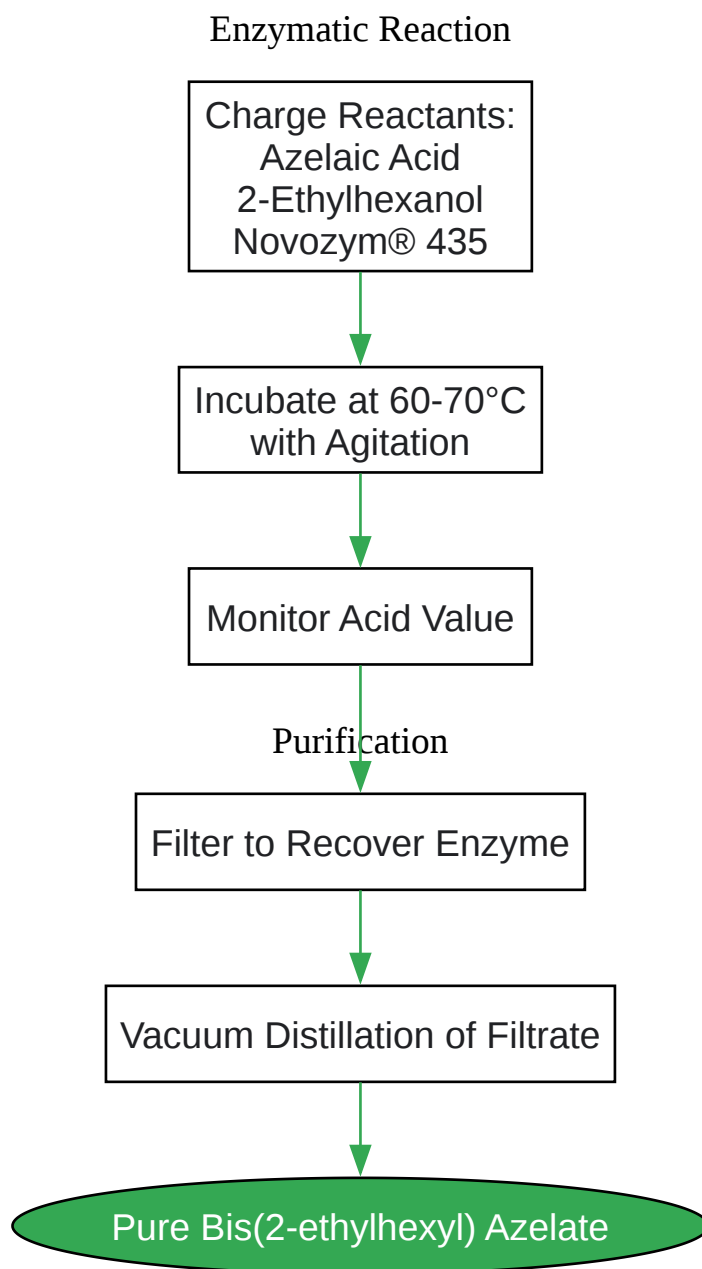 Enzymatic Reaction
Charge Reactants:
Azelaic Acid
2-Ethylhexanol
Novozym® 435
Incubate at 60-70°C
with Agitation
Monitor Acid Value
Purification
Filter to Recover Enzyme
Vacuum Distillation of Filtrate
Pure Bis(2-ethylhexyl) Azelate